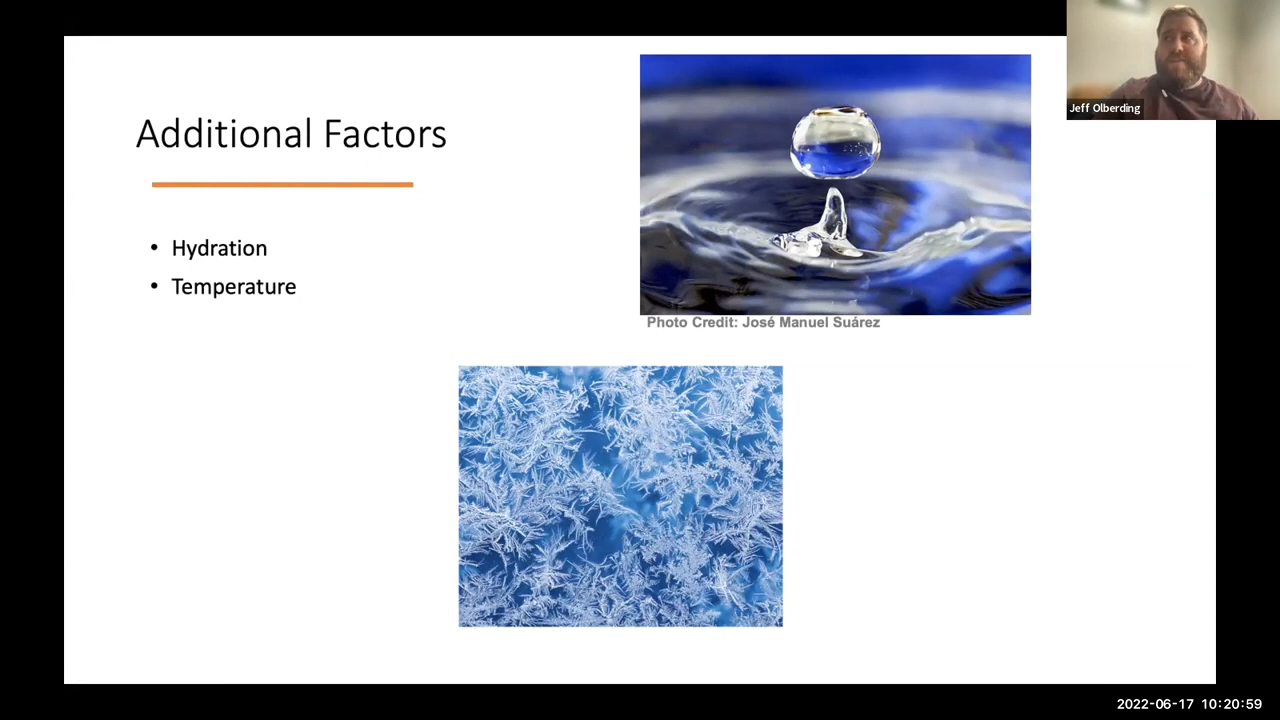 Additional Factors
• Hydration
• Temperature
Photo Credit: José Manuel Suárez
Jeff Olberding
2022-06-17 10:20:59